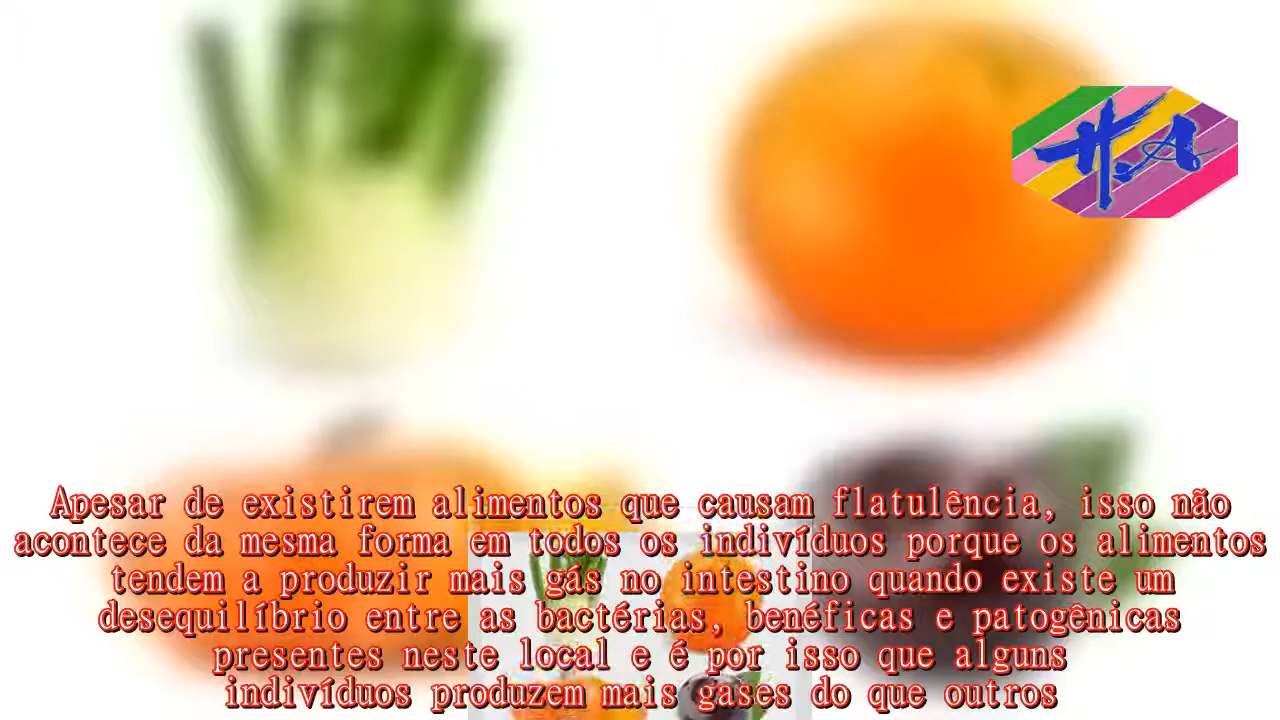 H.A
Apesar de existirem alimentos que causam flatulência, isso não
acontece da mesma forma em todos os indivíduos porque os alimentos
tendem a produzir mais gás no intestino quando existe um
desequilíbrio entre as bactérias, benéficas e patogênicas
presentes neste local e é por isso que alguns
indivíduos produzem mais gases do que outros